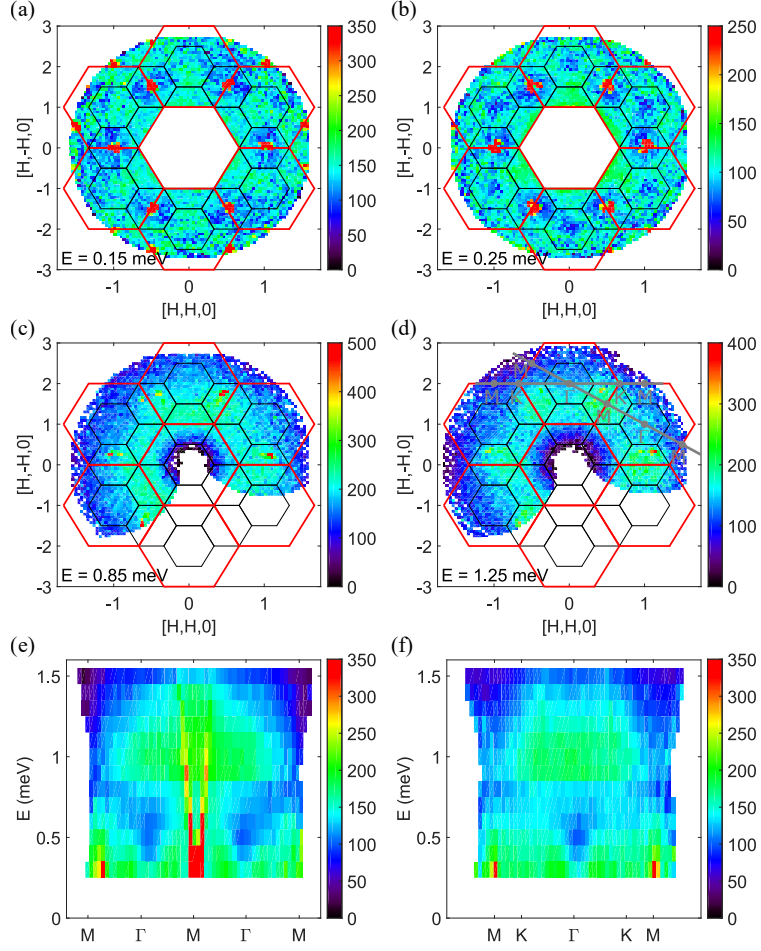 (a)
3
2
1
0
-1
-2
-3
[H,-H,0]
-1 0 1
[H,H,0]
E = 0.15 meV
350
300
250
200
150
100
50
0
(b)
3
2
1
0
-1
-2
-3
[H,-H,0]
-1 0 1
[H,H,0]
E = 0.25 meV
250
200
150
100
50
0
(c)
3
2
1
0
-1
-2
-3
[H,-H,0]
-1 0 1
[H,H,0]
E = 0.85 meV
500
400
300
200
100
0
(d)
3
2
1
0
-1
-2
-3
[H,-H,0]
-1 0 1
[H,H,0]
E = 1.25 meV
M K Γ K M
M
Γ
400
300
200
100
0
(e)
1.5
1
0.5
0
E (meV)
M Γ M Γ M
350
300
250
200
150
100
50
0
(f)
1.5
1
0.5
0
E (meV)
M K Γ K M
350
300
250
200
150
100
50
0